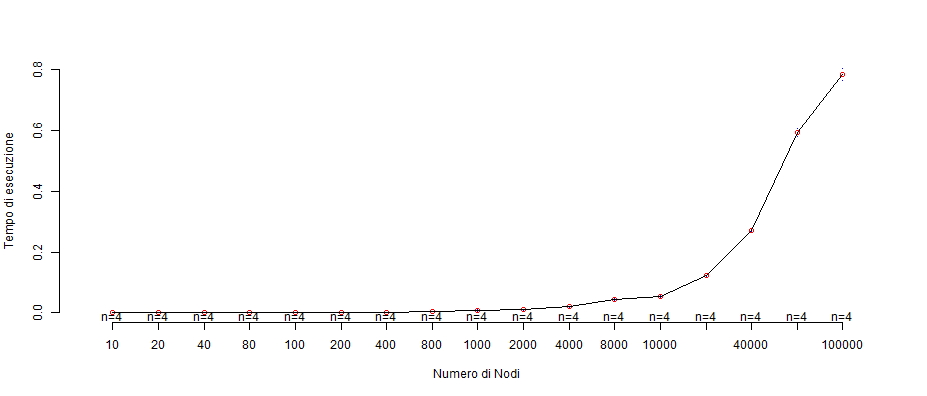 0.8
0.6
0.4
0.2
0.0
Tempo di esecuzione
n=4 n=4 n=4 n=4 n=4 n=4 n=4 n=4 n=4 n=4 n=4 n=4 n=4 n=4 n=4 n=4 n=4
10 20 40 80 100 200 400 800 1000 2000 4000 8000 10000 40000 100000
Numero di Nodi